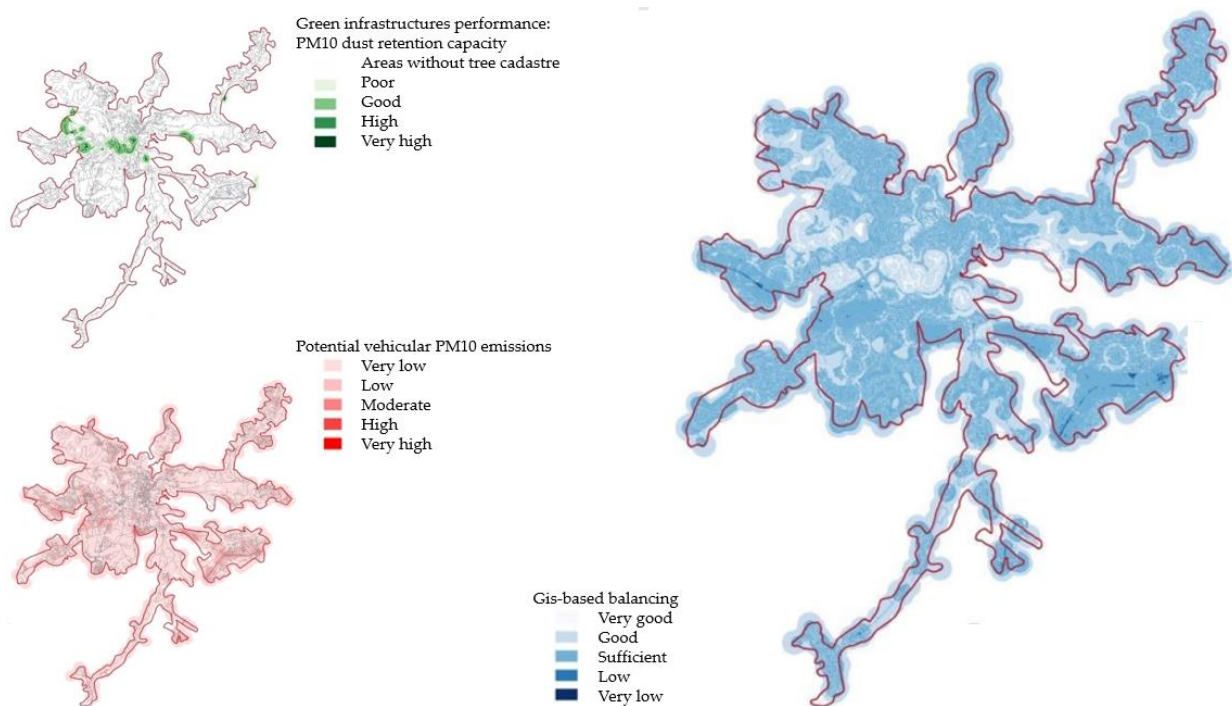 Green infrastructures performance:
PM10 dust retention capacity
Areas without tree cadastre
Poor
Good
High
Very high
Potential vehicular PM10 emissions
Very low
Low
Moderate
High
Very high
Gis-based balancing
Very good
Good
Sufficient
Low
Very low